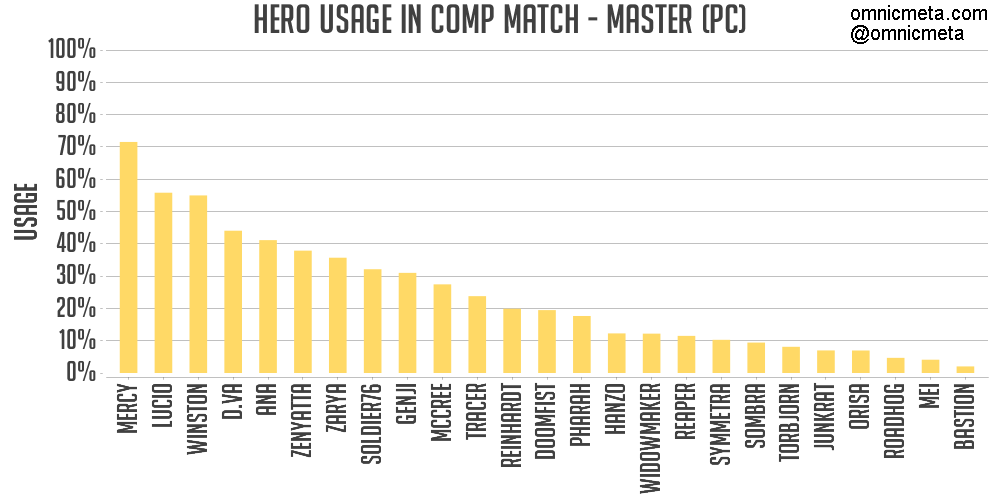 HERO USAGE IN COMP MATCH - MASTER (PC)
omnicmeta.com
@omnicmeta
100%
90%
80%
70%
60%
50%
40%
30%
20%
10%
0%
USAGE
MERCY
LUCIO
WINSTON
D.VA
ANA
ZENYATTA
ZARYA
SOLDIER76
GENJI
MCCREE
TRACER
REINHARDT
DOOMFIST
PHARAH
HANZO
WIDOWMAKER
REAPER
SYMMETRA
SOMBRA
TORBJORN
JUNKRAT
ORISA
ROADHOG
MEI
BASTION